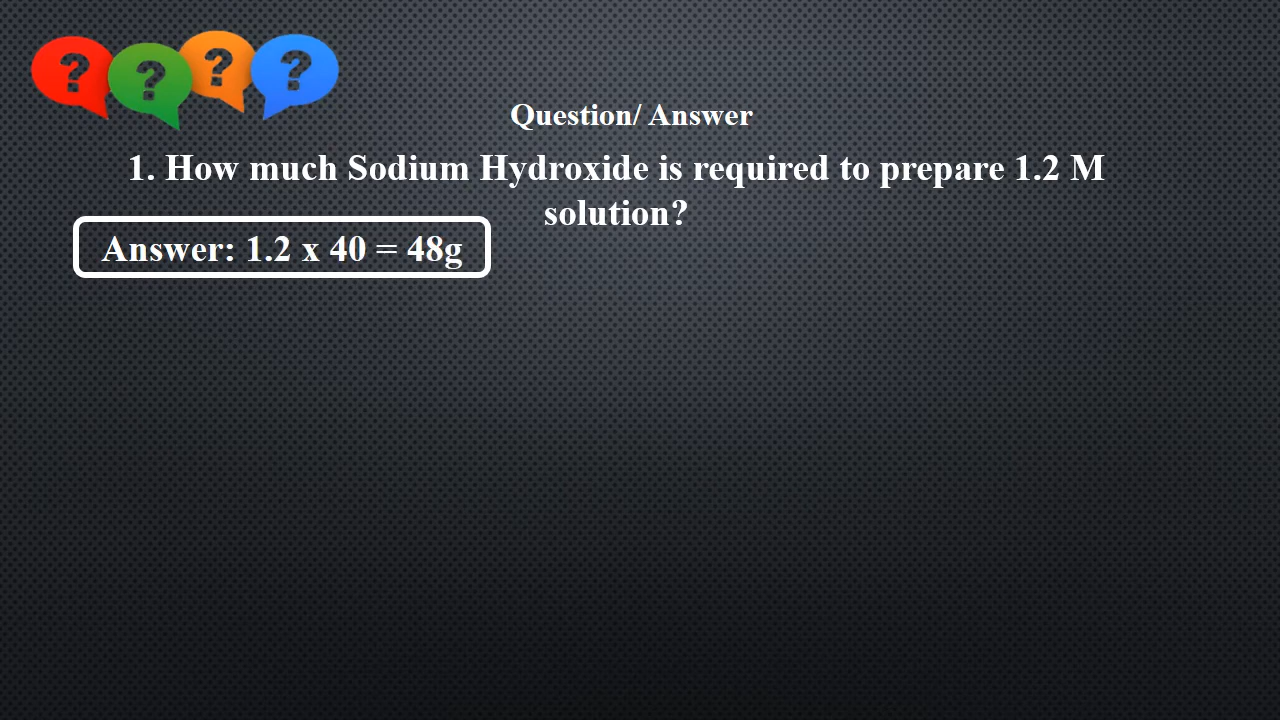 ? ? ? ?
Question/ Answer
1. How much Sodium Hydroxide is required to prepare 1.2 M
solution?
Answer: 1.2 x 40 = 48g